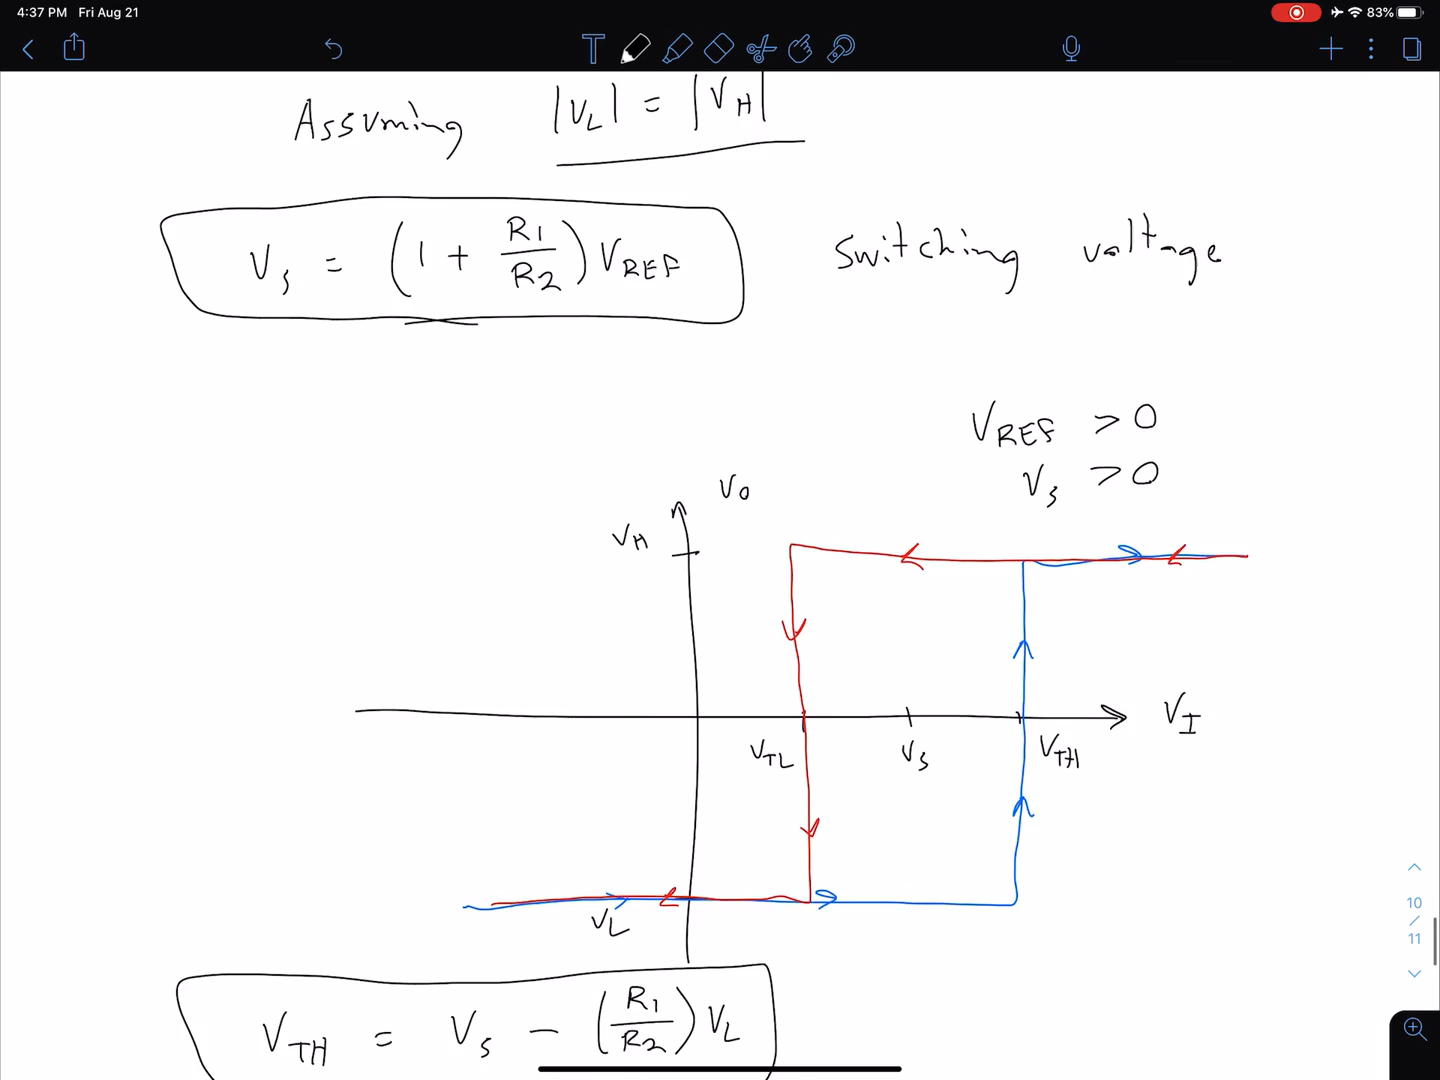 4:37 PM Fri Aug 21
83%
Assuming |VL| = |VH|
Vs = (1 + R1/R2) VREF switching voltage
VREF > 0
Vs > 0
Vo
VH
VI
VTL
Vs
VTH
VL
10
/
11
VTH = Vs - (R1/R2) VL